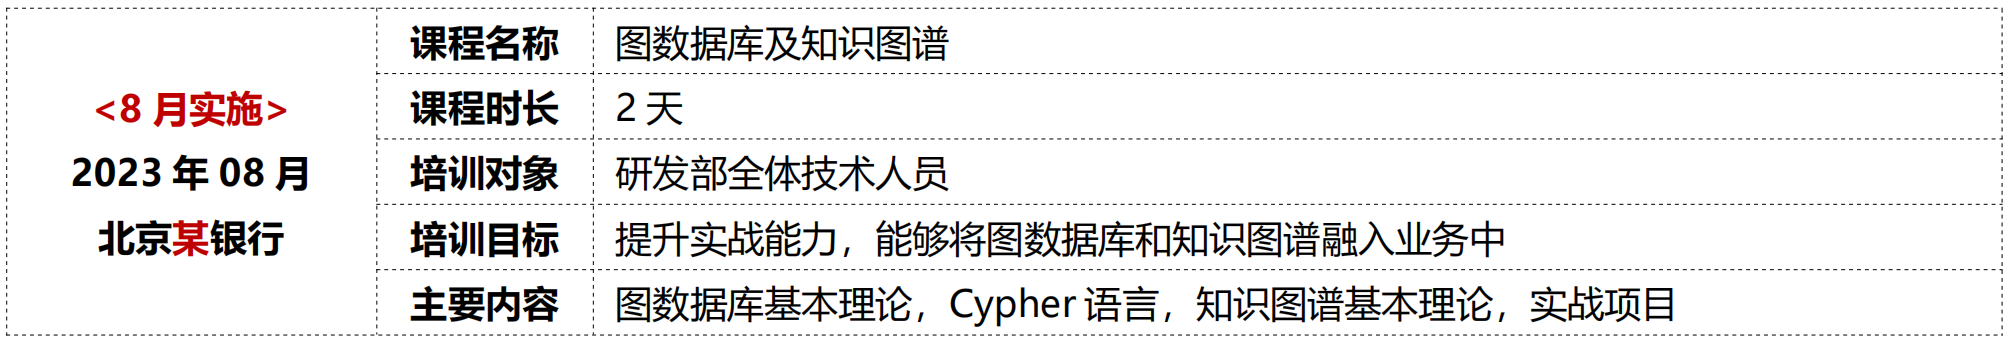 <8 月实施>
2023 年 08 月
北京某银行
课程名称 图数据库及知识图谱
课程时长 2 天
培训对象 研发部全体技术人员
培训目标 提升实战能力，能够将图数据库和知识图谱融入业务中
主要内容 图数据库基本理论，Cypher 语言，知识图谱基本理论，实战项目